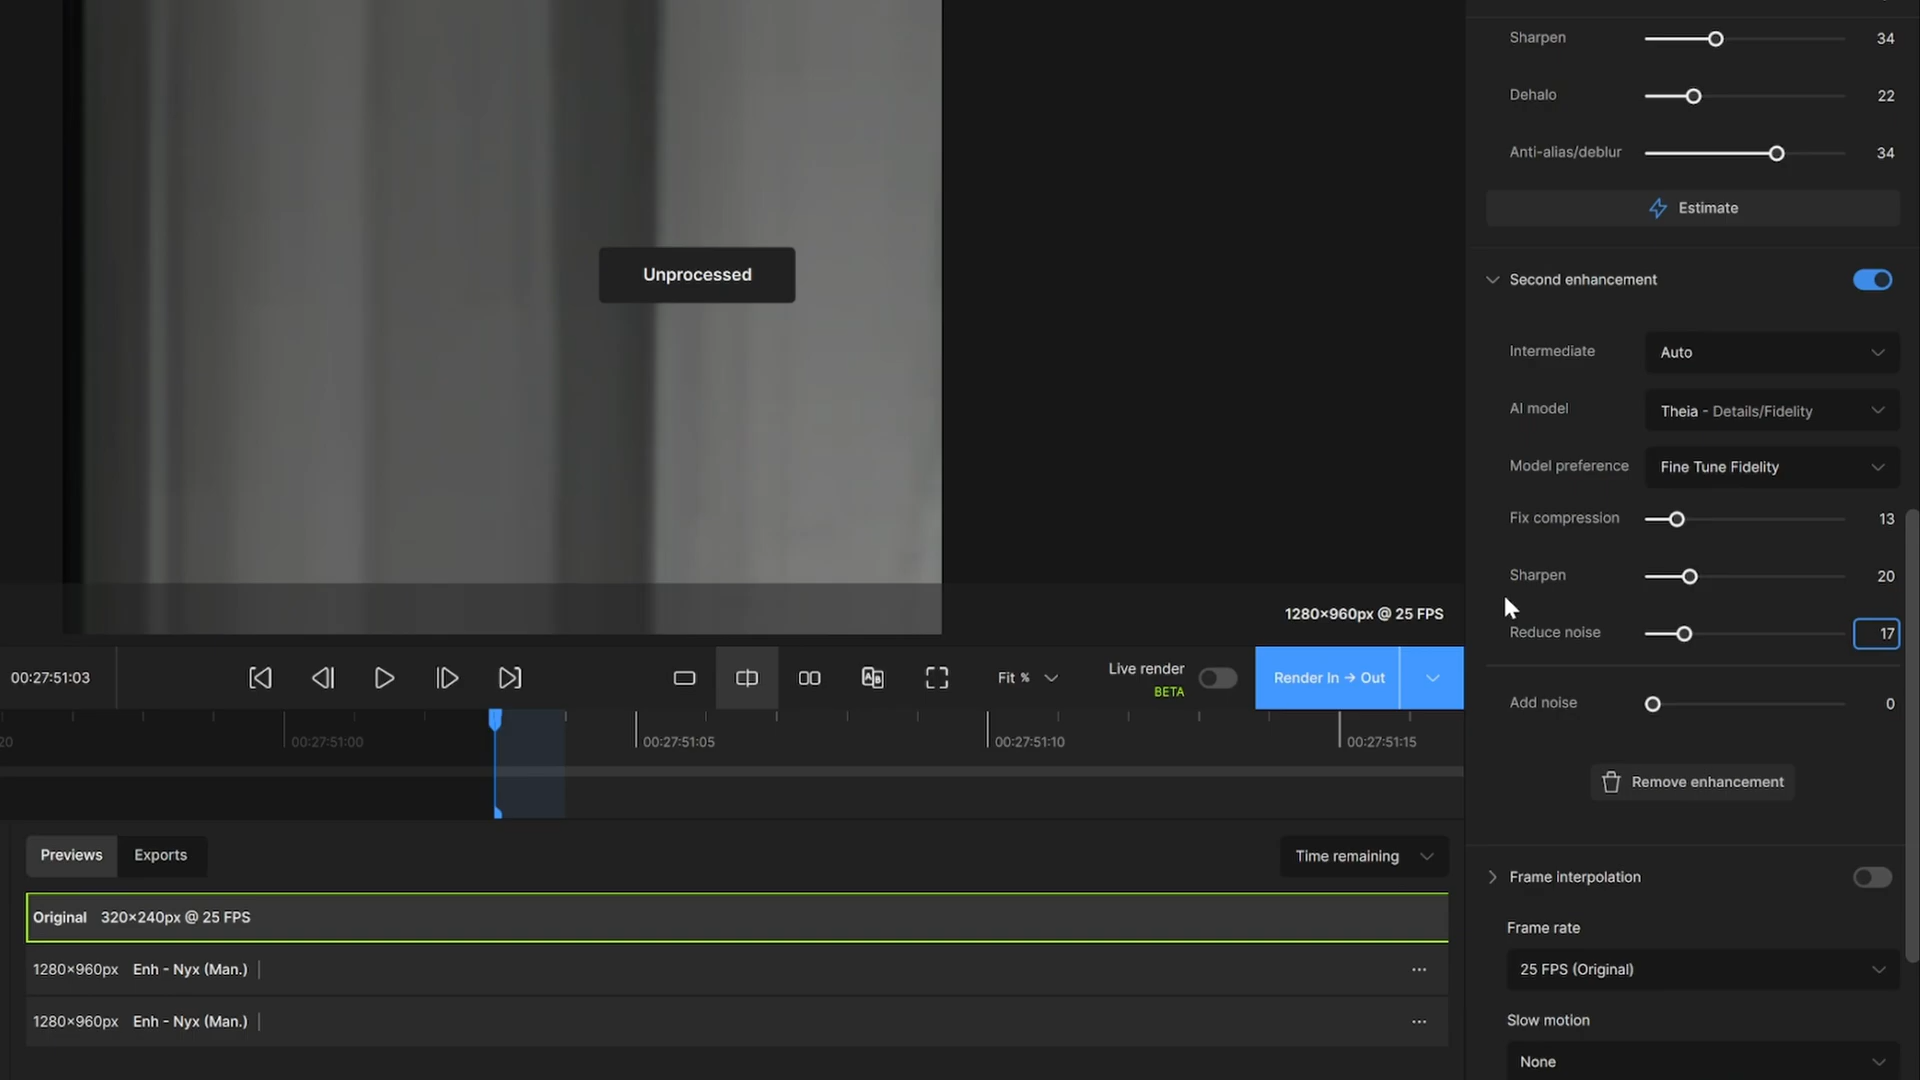 Sharpen 34
Dehalo 22
Anti-alias/deblur 34
Estimate
Unprocessed
Second enhancement
Intermediate Auto
AI model Theia - Details/Fidelity
Model preference Fine Tune Fidelity
Fix compression 13
Sharpen 20
1280×960px @ 25 FPS
Reduce noise 17
00:27:51:03
Fit %
Live render
BETA
Render In → Out
Add noise 0
20 00:27:51:00 00:27:51:05 00:27:51:10 00:27:51:15
Remove enhancement
Previews Exports Time remaining
Frame interpolation
Original 320×240px @ 25 FPS
Frame rate
1280×960px Enh - Nyx (Man.)
25 FPS (Original)
1280×960px Enh - Nyx (Man.)
Slow motion
None